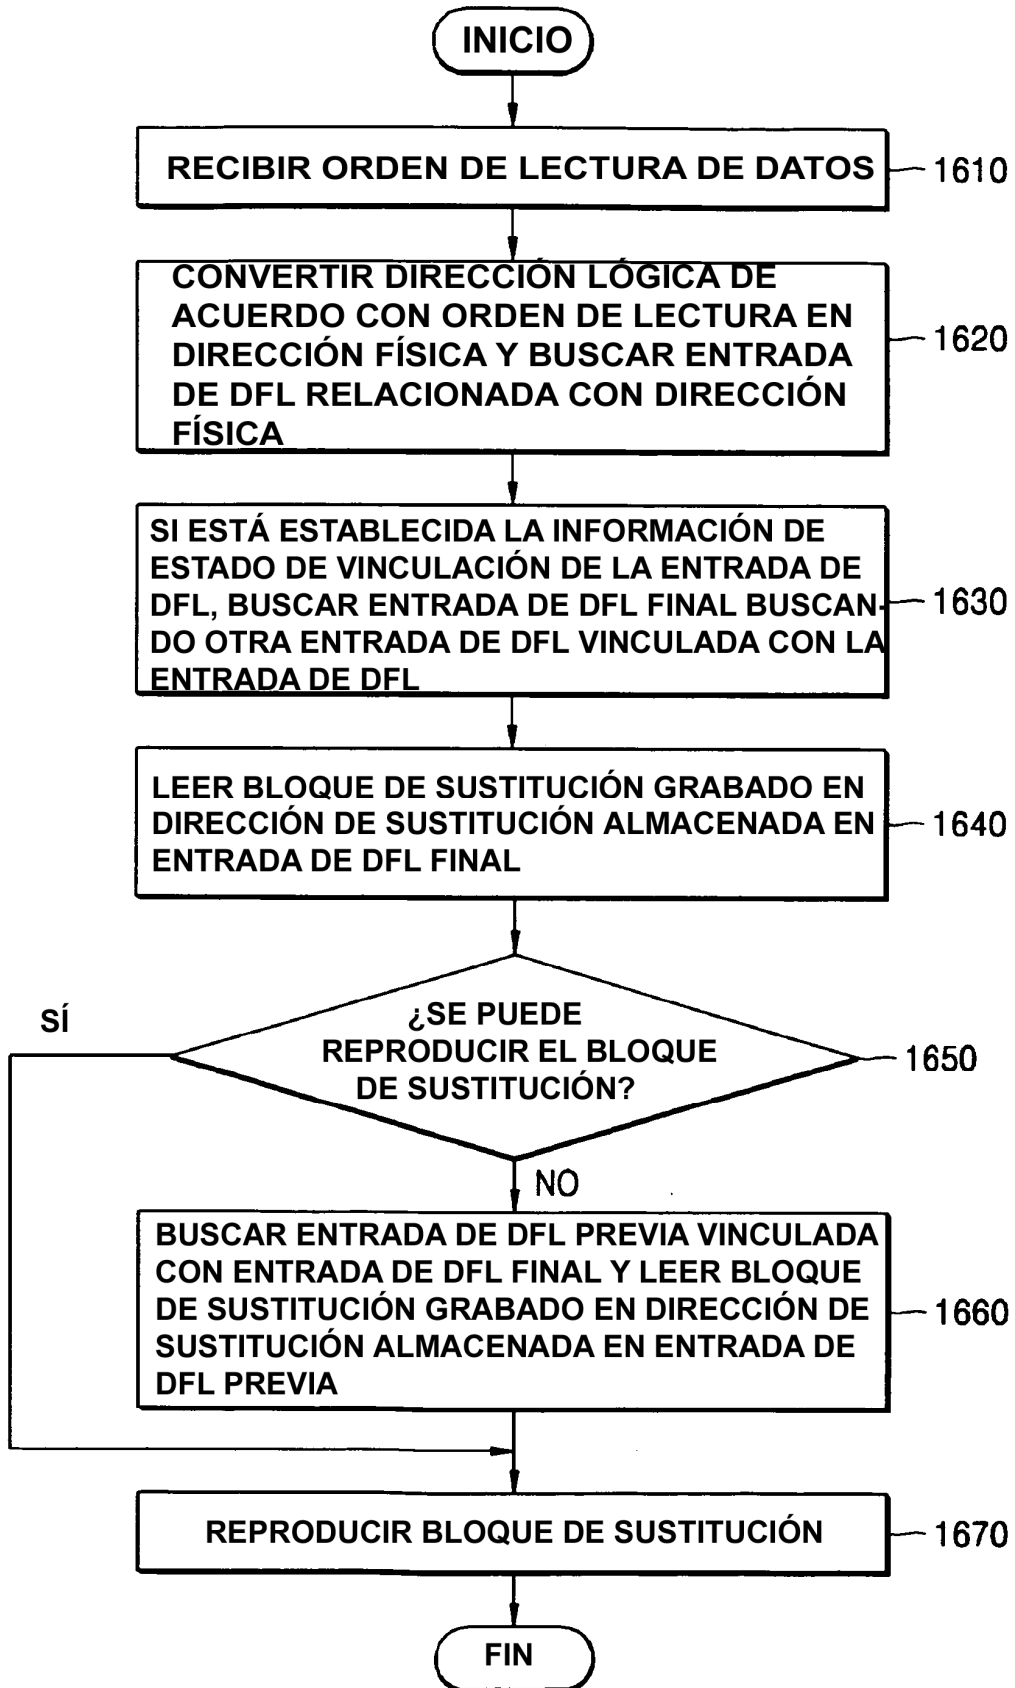 INICIO
RECIBIR ORDEN DE LECTURA DE DATOS
1610
CONVERTIR DIRECCIÓN LÓGICA DE
ACUERDO CON ORDEN DE LECTURA EN
DIRECCIÓN FÍSICA Y BUSCAR ENTRADA
DE DFL RELACIONADA CON DIRECCIÓN
FÍSICA
1620
SI ESTÁ ESTABLECIDA LA INFORMACIÓN DE
ESTADO DE VINCULACIÓN DE LA ENTRADA DE
DFL, BUSCAR ENTRADA DE DFL FINAL BUSCAN-
DO OTRA ENTRADA DE DFL VINCULADA CON LA
ENTRADA DE DFL
1630
LEER BLOQUE DE SUSTITUCIÓN GRABADO EN
DIRECCIÓN DE SUSTITUCIÓN ALMACENADA EN
ENTRADA DE DFL FINAL
1640
SÍ
¿SE PUEDE
REPRODUCIR EL BLOQUE
DE SUSTITUCIÓN?
1650
NO
BUSCAR ENTRADA DE DFL PREVIA VINCULADA
CON ENTRADA DE DFL FINAL Y LEER BLOQUE
DE SUSTITUCIÓN GRABADO EN DIRECCIÓN DE
SUSTITUCIÓN ALMACENADA EN ENTRADA DE
DFL PREVIA
1660
REPRODUCIR BLOQUE DE SUSTITUCIÓN
1670
FIN